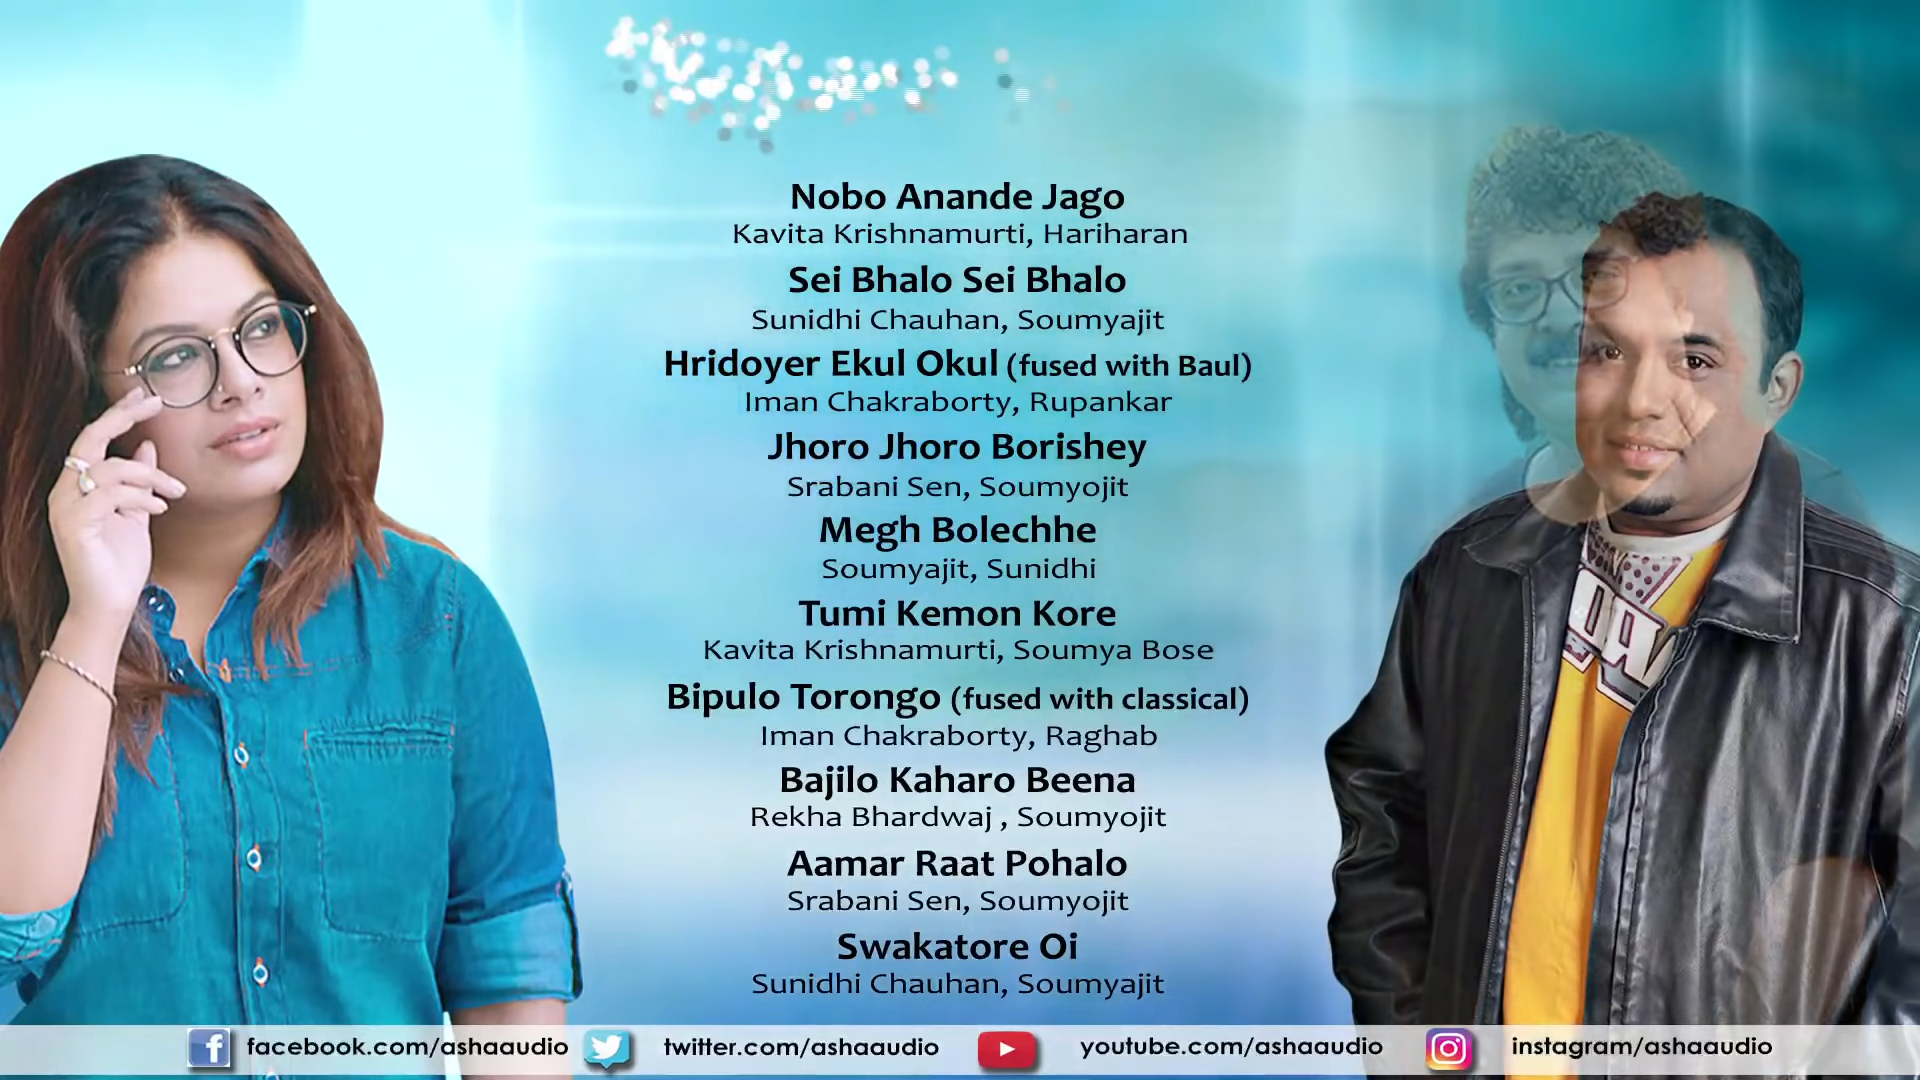 Nobo Anande Jago
Kavita Krishnamurti, Hariharan
Sei Bhalo Sei Bhalo
Sunidhi Chauhan, Soumyajit
Hridoyer Ekul Okul (fused with Baul)
Iman Chakraborty, Rupankar
Jhoro Jhoro Borishey
Srabani Sen, Soumyojit
Megh Bolechhe
Soumyajit, Sunidhi
Tumi Kemon Kore
Kavita Krishnamurti, Soumya Bose
Bipulo Torongo (fused with classical)
Iman Chakraborty, Raghab
Bajilo Kaharo Beena
Rekha Bhardwaj , Soumyojit
Aamar Raat Pohalo
Srabani Sen, Soumyojit
Swakatore Oi
Sunidhi Chauhan, Soumyajit
facebook.com/ashaaudio twitter.com/ashaaudio youtube.com/ashaaudio instagram/ashaaudio